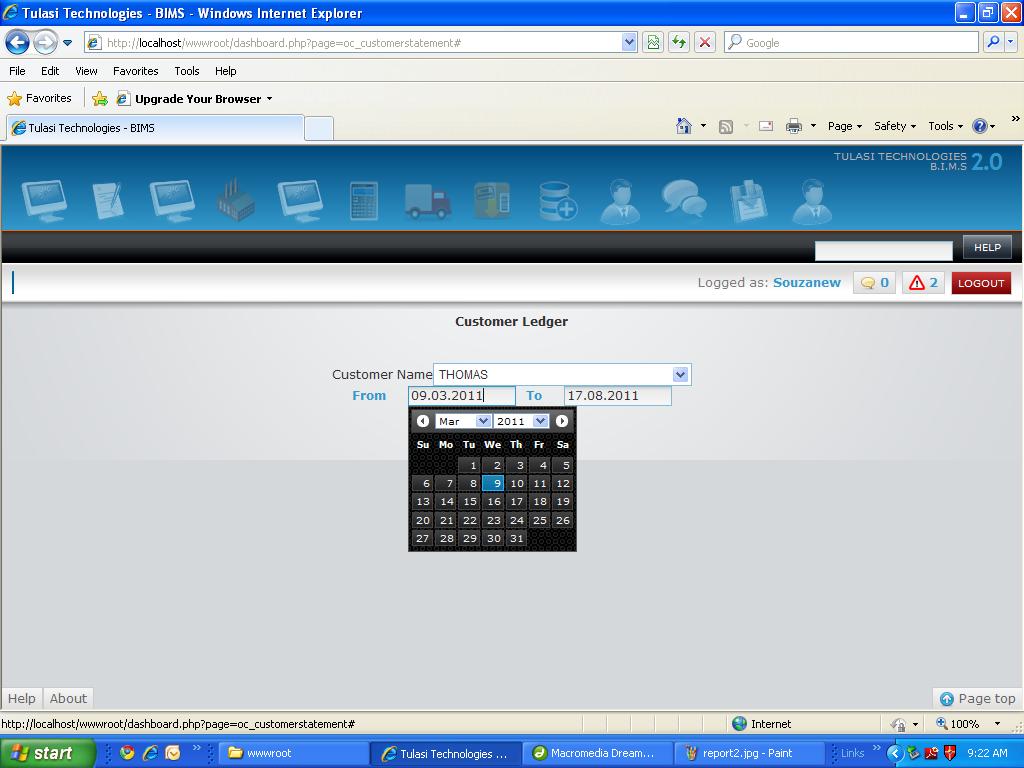 Tulasi Technologies - BIMS - Windows Internet Explorer
http://localhost/wwwroot/dashboard.php?page=oc_customerstatement#
Google
File Edit View Favorites Tools Help
Favorites Upgrade Your Browser
Tulasi Technologies - BIMS
Page Safety Tools
TULASI TECHNOLOGIES
B.I.M.S 2.0
HELP
Logged as: Souzanew 0 2 LOGOUT
Customer Ledger
Customer Name THOMAS
From 09.03.2011 To 17.08.2011
Mar 2011
Su Mo Tu We Th Fr Sa
1 2 3 4 5
6 7 8 9 10 11 12
13 14 15 16 17 18 19
20 21 22 23 24 25 26
27 28 29 30 31
Help About Page top
http://localhost/wwwroot/dashboard.php?page=oc_customerstatement# Internet 100%
start wwwroot Tulasi Technologies ... Macromedia Dream... report2.jpg - Paint Links 9:22 AM